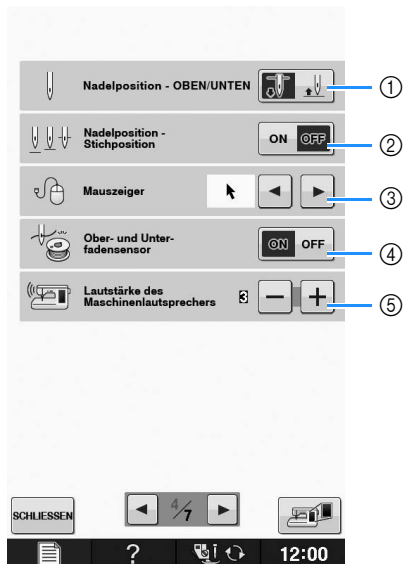 Nadelposition - OBEN/UNTEN
①
Nadelposition -
Stichposition
ON OFF
②
Mauszeiger
③
Ober- und Unter-
fadensensor
ON OFF
④
Lautstärke des
Maschinenlautsprechers
3 − +
⑤
SCHLIESSEN
4/7
?
12:00